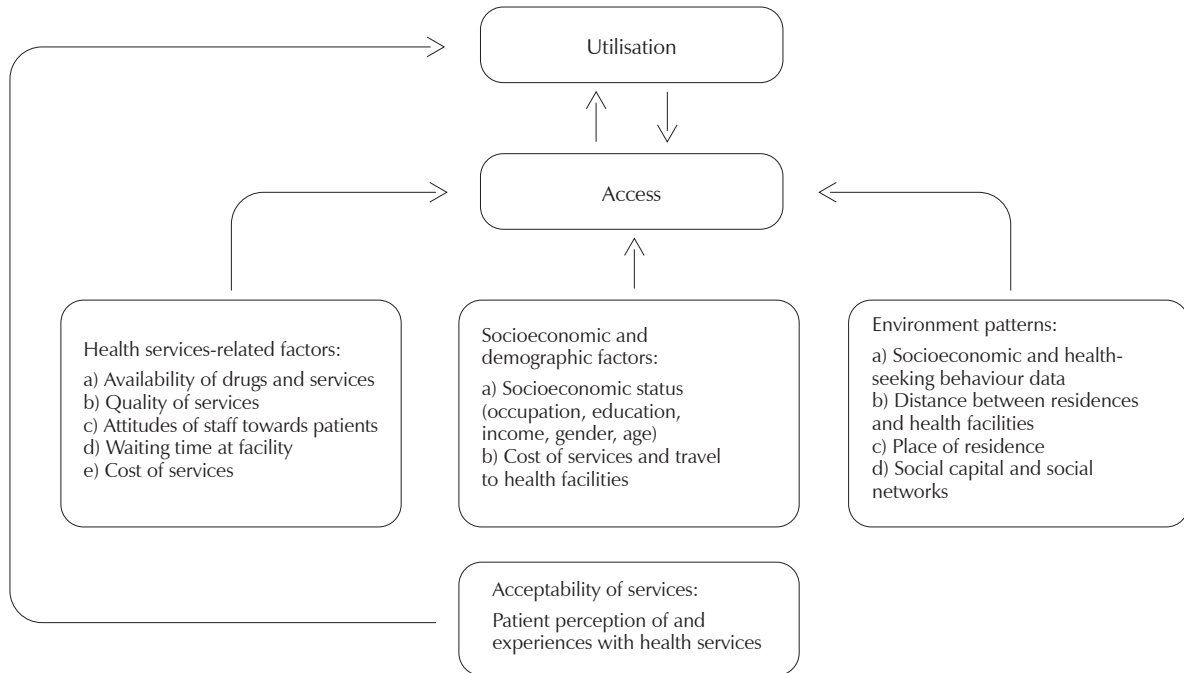 Utilisation
Access
Health services-related factors:
a) Availability of drugs and services
b) Quality of services
c) Attitudes of staff towards patients
d) Waiting time at facility
e) Cost of services
Socioeconomic and
demographic factors:
a) Socioeconomic status
(occupation, education,
income, gender, age)
b) Cost of services and travel
to health facilities
Environment patterns:
a) Socioeconomic and health-
seeking behaviour data
b) Distance between residences
and health facilities
c) Place of residence
d) Social capital and social
networks
Acceptability of services:
Patient perception of and
experiences with health services